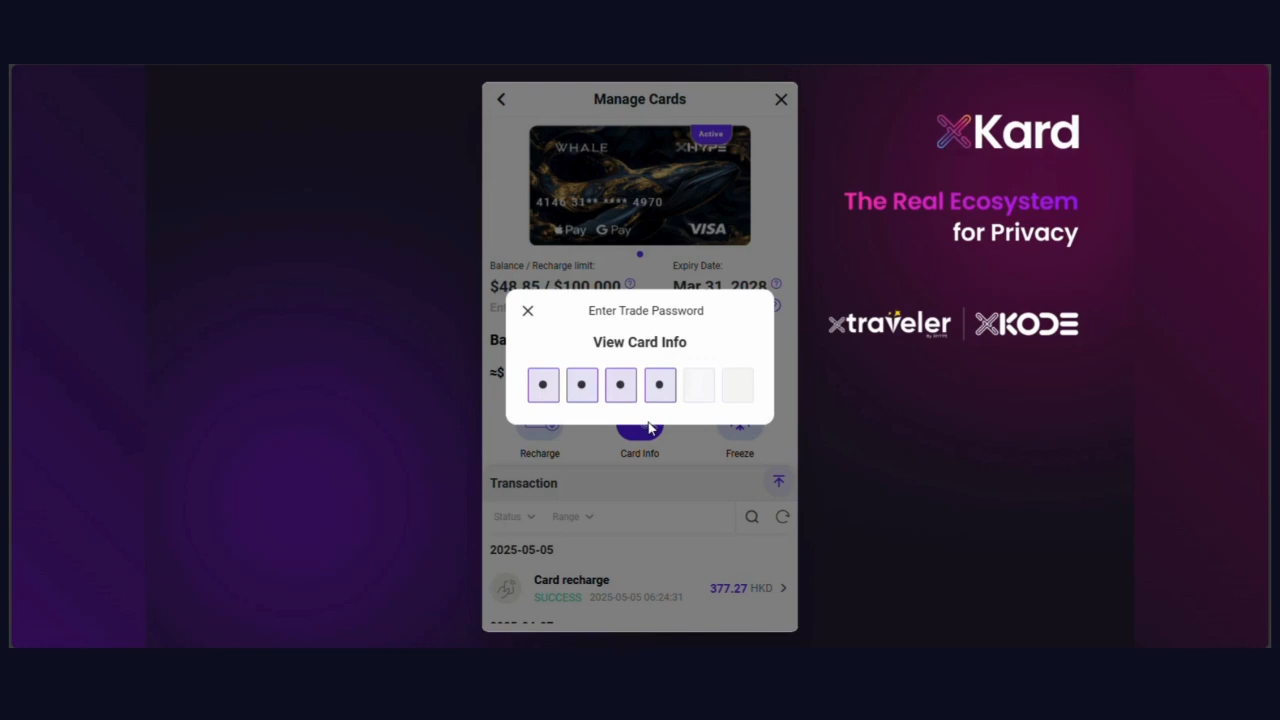 Manage Cards
Active
WHALE XHYPE
4146 31** **** 4970
Pay G Pay VISA
Balance / Recharge limit: Expiry Date:
$48.85 / $100,000 Mar 31, 2028
Enter Trade Password
View Card Info
Ba
≈$
Recharge Card Info Freeze
Transaction
Status Range
2025-05-05
Card recharge
377.27 HKD
SUCCESS 2025-05-05 06:24:31
XKard
The Real Ecosystem
for Privacy
xtraveler XKODE